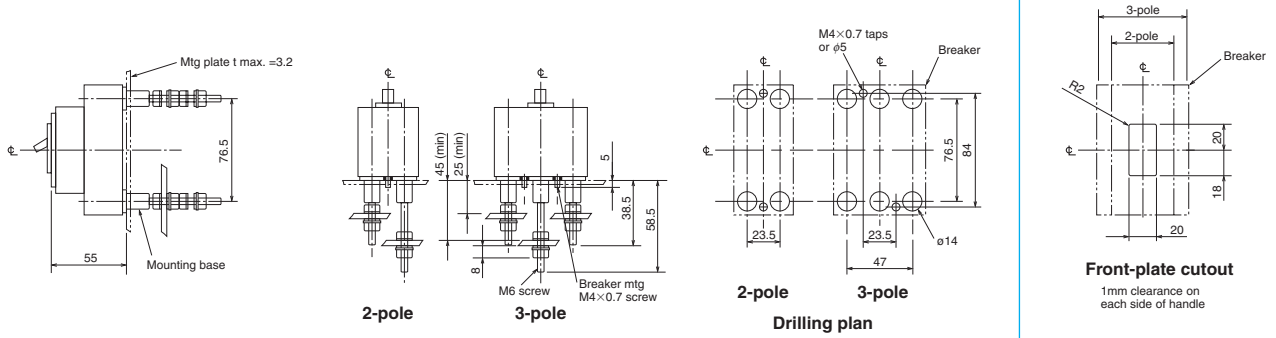 Mtg plate t max. =3.2
℄
76.5
55
Mounting base
℄
45 (min)
25 (min)
8
2-pole
℄
5
38.5
58.5
M6 screw
Breaker mtg
M4×0.7 screw
3-pole
M4×0.7 taps
or ø5
Breaker
℄
℄
℄
76.5
84
23.5
23.5
ø14
47
2-pole
3-pole
Drilling plan
3-pole
2-pole
℄
Breaker
R2
℄
20
18
20
Front-plate cutout
1mm clearance on
each side of handle